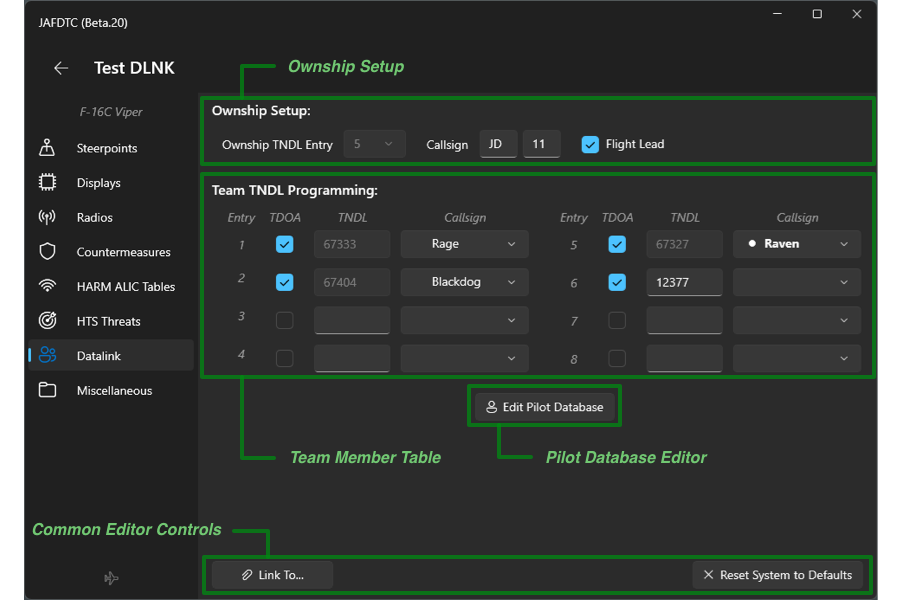 JAFDTC (Beta.20)
Test DLNK
Ownship Setup
F-16C Viper
Ownship Setup:
Ownship TNDL Entry 5 Callsign JD 11 Flight Lead
Steerpoints
Displays
Radios
Countermeasures
HARM ALIC Tables
HTS Threats
Datalink
Miscellaneous
Team TNDL Programming:
Entry TDOA TNDL Callsign Entry TDOA TNDL Callsign
1 67333 Rage 5 67327 Raven
2 67404 Blackdog 6 12377
3 7
4 8
Edit Pilot Database
Team Member Table
Pilot Database Editor
Common Editor Controls
Link To...
Reset System to Defaults